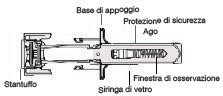 Base di appoggio
Protezione di sicurezza
Ago
Finestra di osservazione
Stantuffo
Siringa di vetro